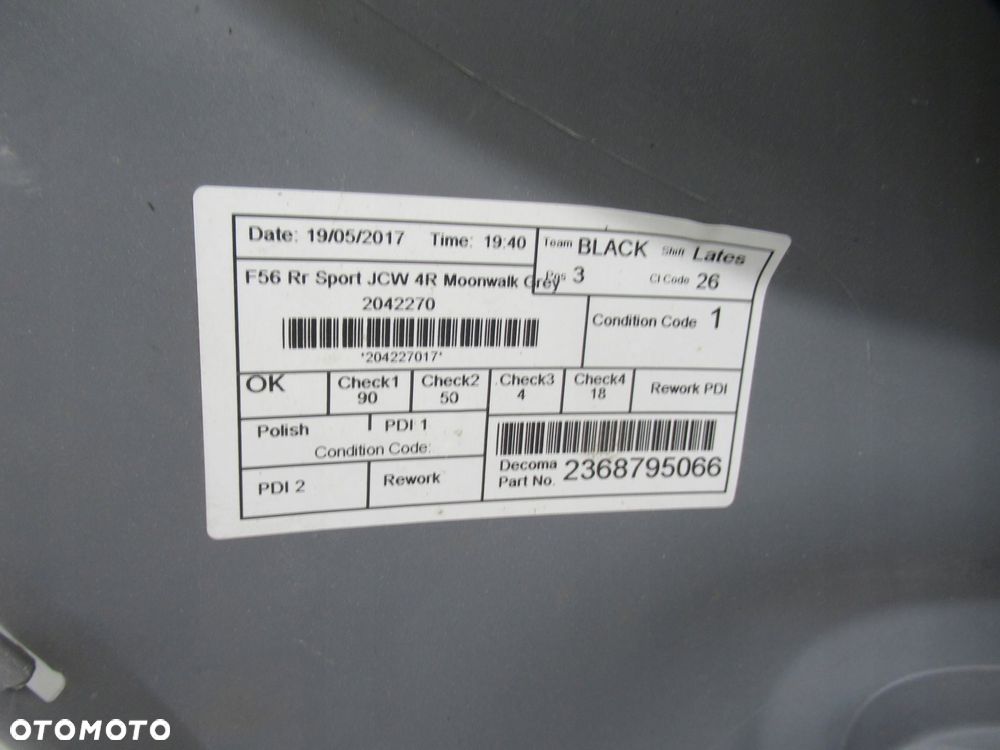 Date: 19/05/2017 Time: 19:40
Team BLACK Shift Lates
Pos 3 CI Code 26
F56 Rr Sport JCW 4R Moonwalk Grey
2042270
*204227017*
Condition Code 1
OK
Check1 90
Check2 50
Check3 4
Check4 18
Rework PDI
Polish
PDI 1
Condition Code:
PDI 2
Rework
Decoma Part No. 2368795066
OTOMOTO